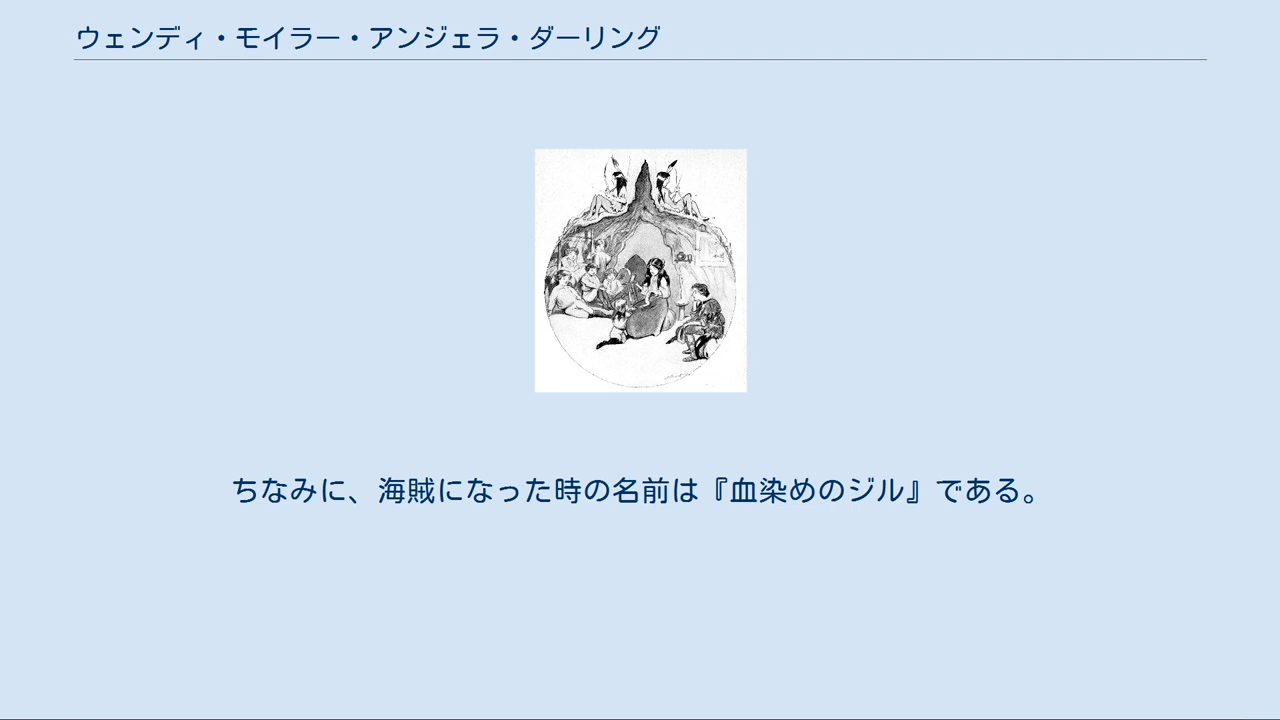 ウェンディ・モイラー・アンジェラ・ダーリング
ちなみに、海賊になった時の名前は『血染めのジル』である。